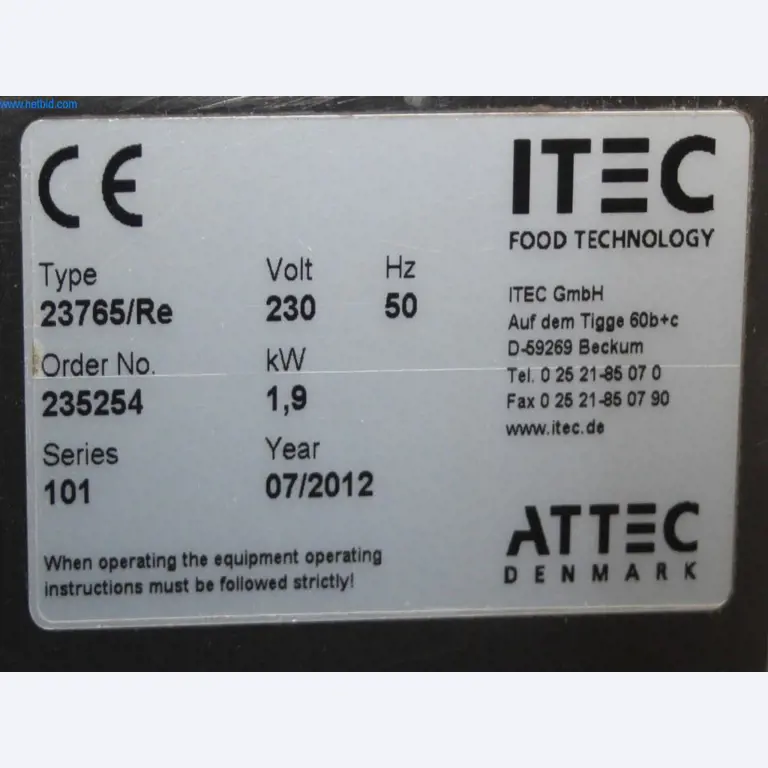 www.netbid.com
CE
ITEC
FOOD TECHNOLOGY
Type Volt Hz
23765/Re 230 50
Order No. kW
235254 1,9
Series Year
101 07/2012
When operating the equipment operating
instructions must be followed strictly!
ITEC GmbH
Auf dem Tigge 60b+c
D-59269 Beckum
Tel. 0 25 21-85 07 0
Fax 0 25 21-85 07 90
www.itec.de
ATTEC
DENMARK